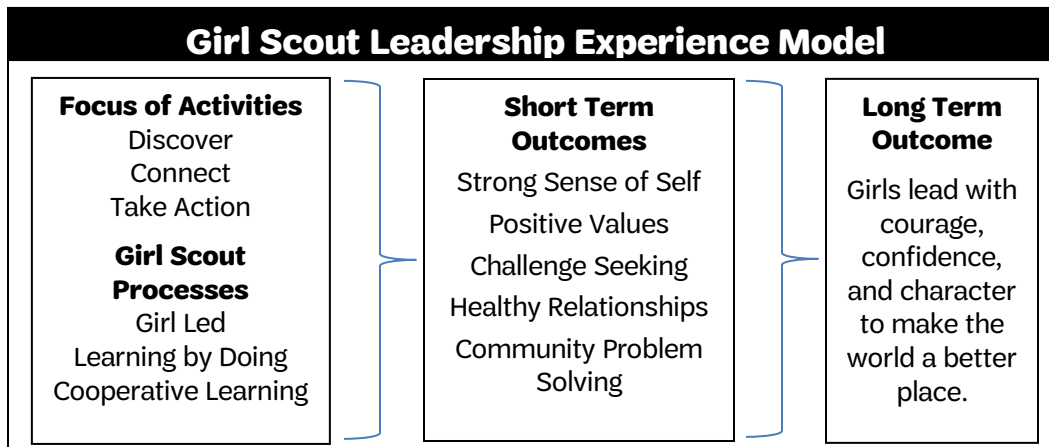 Girl Scout Leadership Experience Model
Focus of Activities
Discover
Connect
Take Action
Girl Scout
Processes
Girl Led
Learning by Doing
Cooperative Learning
Short Term
Outcomes
Strong Sense of Self
Positive Values
Challenge Seeking
Healthy Relationships
Community Problem
Solving
Long Term
Outcome
Girls lead with
courage,
confidence,
and character
to make the
world a better
place.